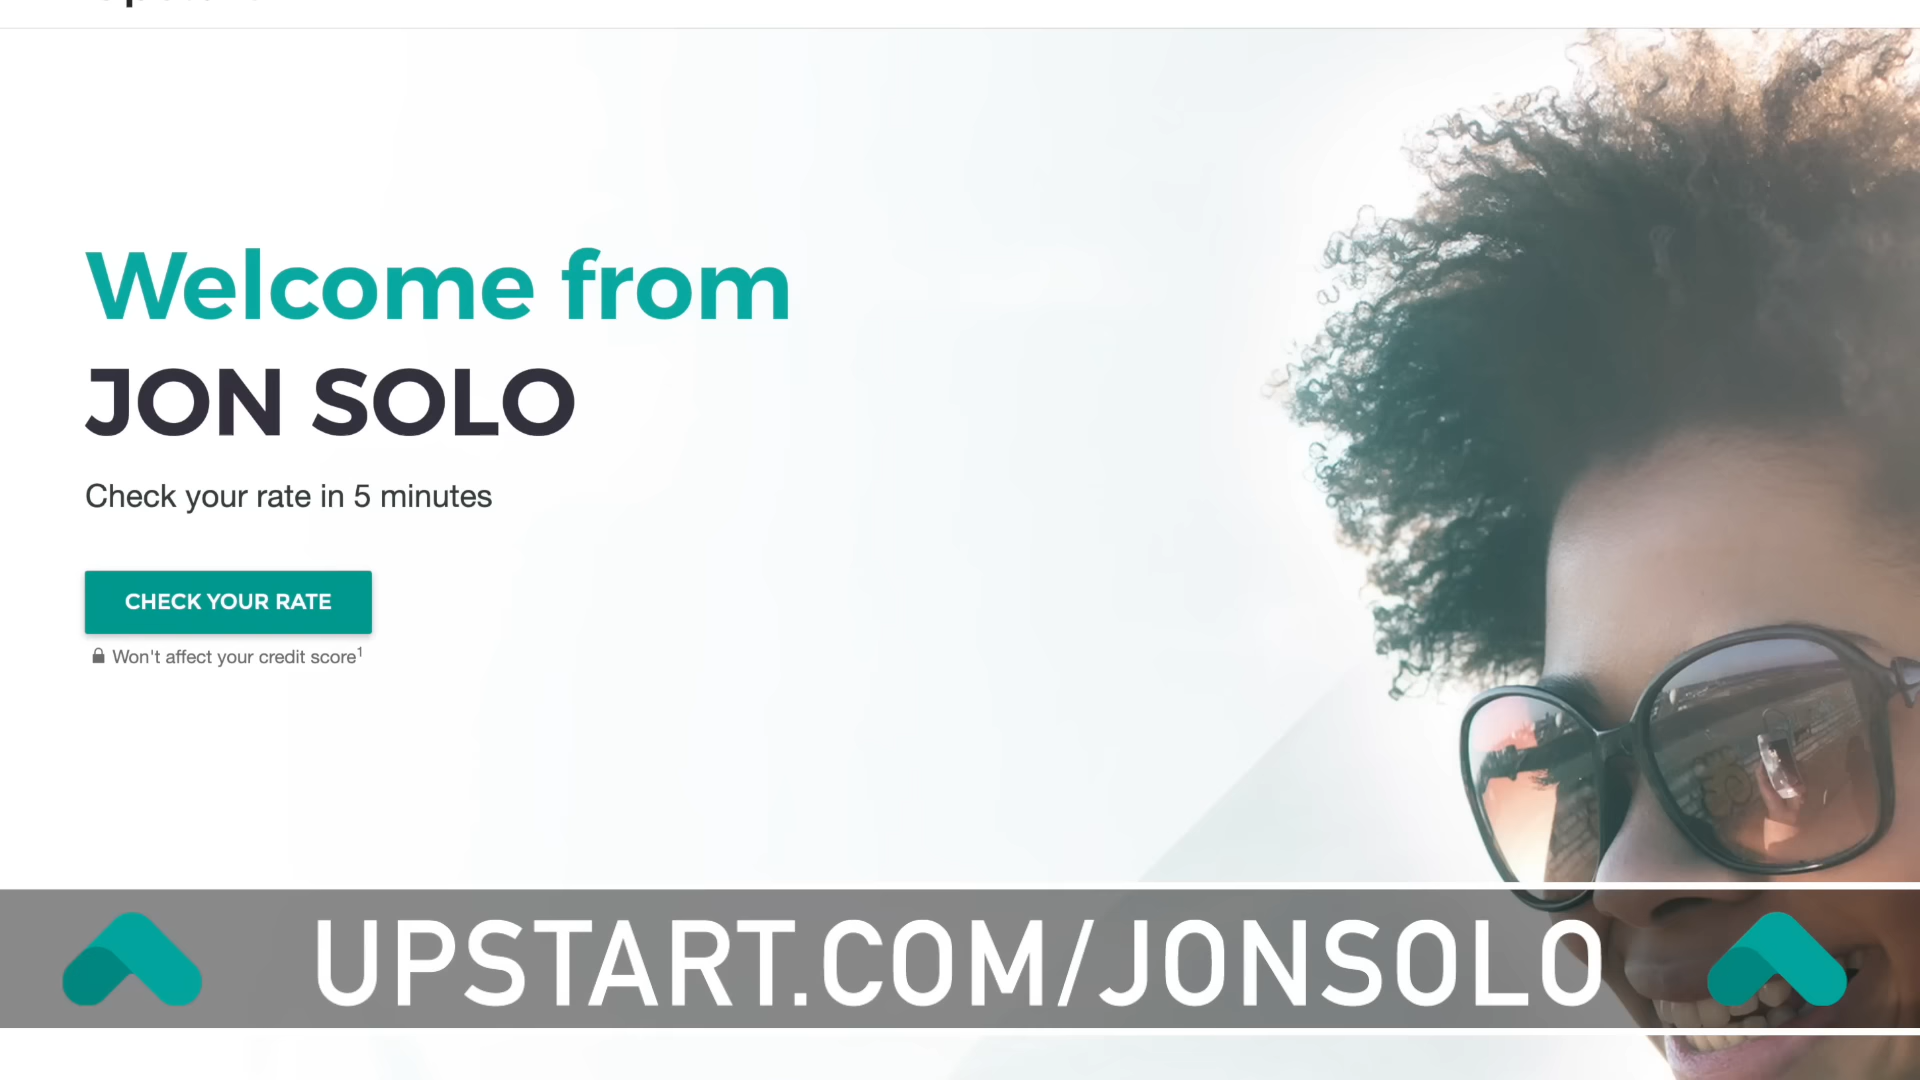 Welcome from
JON SOLO
Check your rate in 5 minutes
CHECK YOUR RATE
Won't affect your credit score¹
UPSTART.COM/JONSOLO